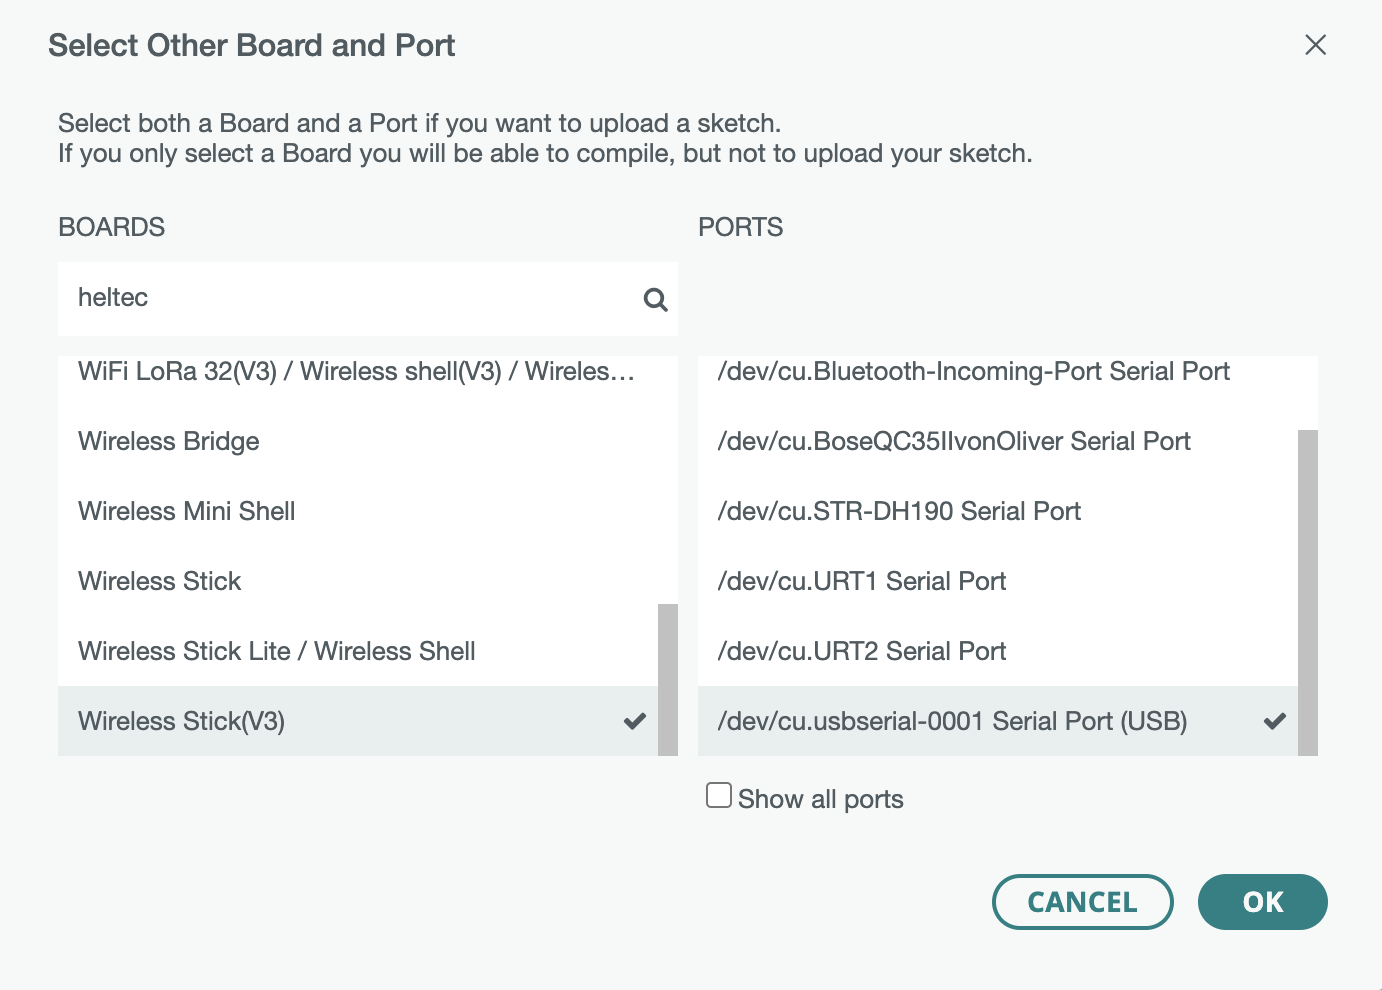 Select Other Board and Port
Select both a Board and a Port if you want to upload a sketch.
If you only select a Board you will be able to compile, but not to upload your sketch.
BOARDS
heltec
WiFi LoRa 32(V3) / Wireless shell(V3) / Wireles…
Wireless Bridge
Wireless Mini Shell
Wireless Stick
Wireless Stick Lite / Wireless Shell
Wireless Stick(V3)
PORTS
/dev/cu.Bluetooth-Incoming-Port Serial Port
/dev/cu.BoseQC35IIvonOliver Serial Port
/dev/cu.STR-DH190 Serial Port
/dev/cu.URT1 Serial Port
/dev/cu.URT2 Serial Port
/dev/cu.usbserial-0001 Serial Port (USB)
Show all ports
CANCEL
OK